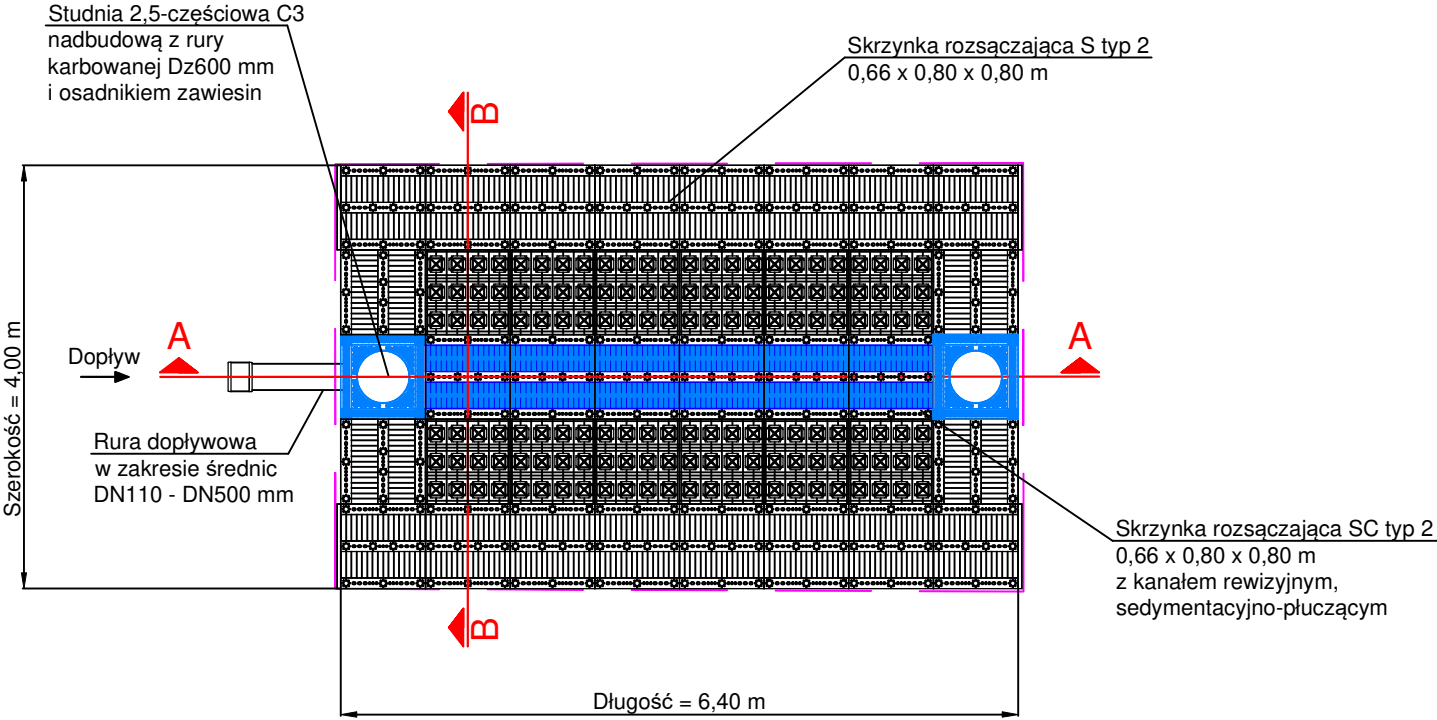 Studnia 2,5-częściowa C3
nadbudową z rury
karbowanej Dz600 mm
i osadnikiem zawiesin
Skrzynka rozsączająca S typ 2
0,66 x 0,80 x 0,80 m
B
A
A
Dopływ
Szerokość = 4,00 m
Rura dopływowa
w zakresie średnic
DN110 - DN500 mm
Skrzynka rozsączająca SC typ 2
0,66 x 0,80 x 0,80 m
z kanałem rewizyjnym,
sedymentacyjno-płuczącym
B
Długość = 6,40 m